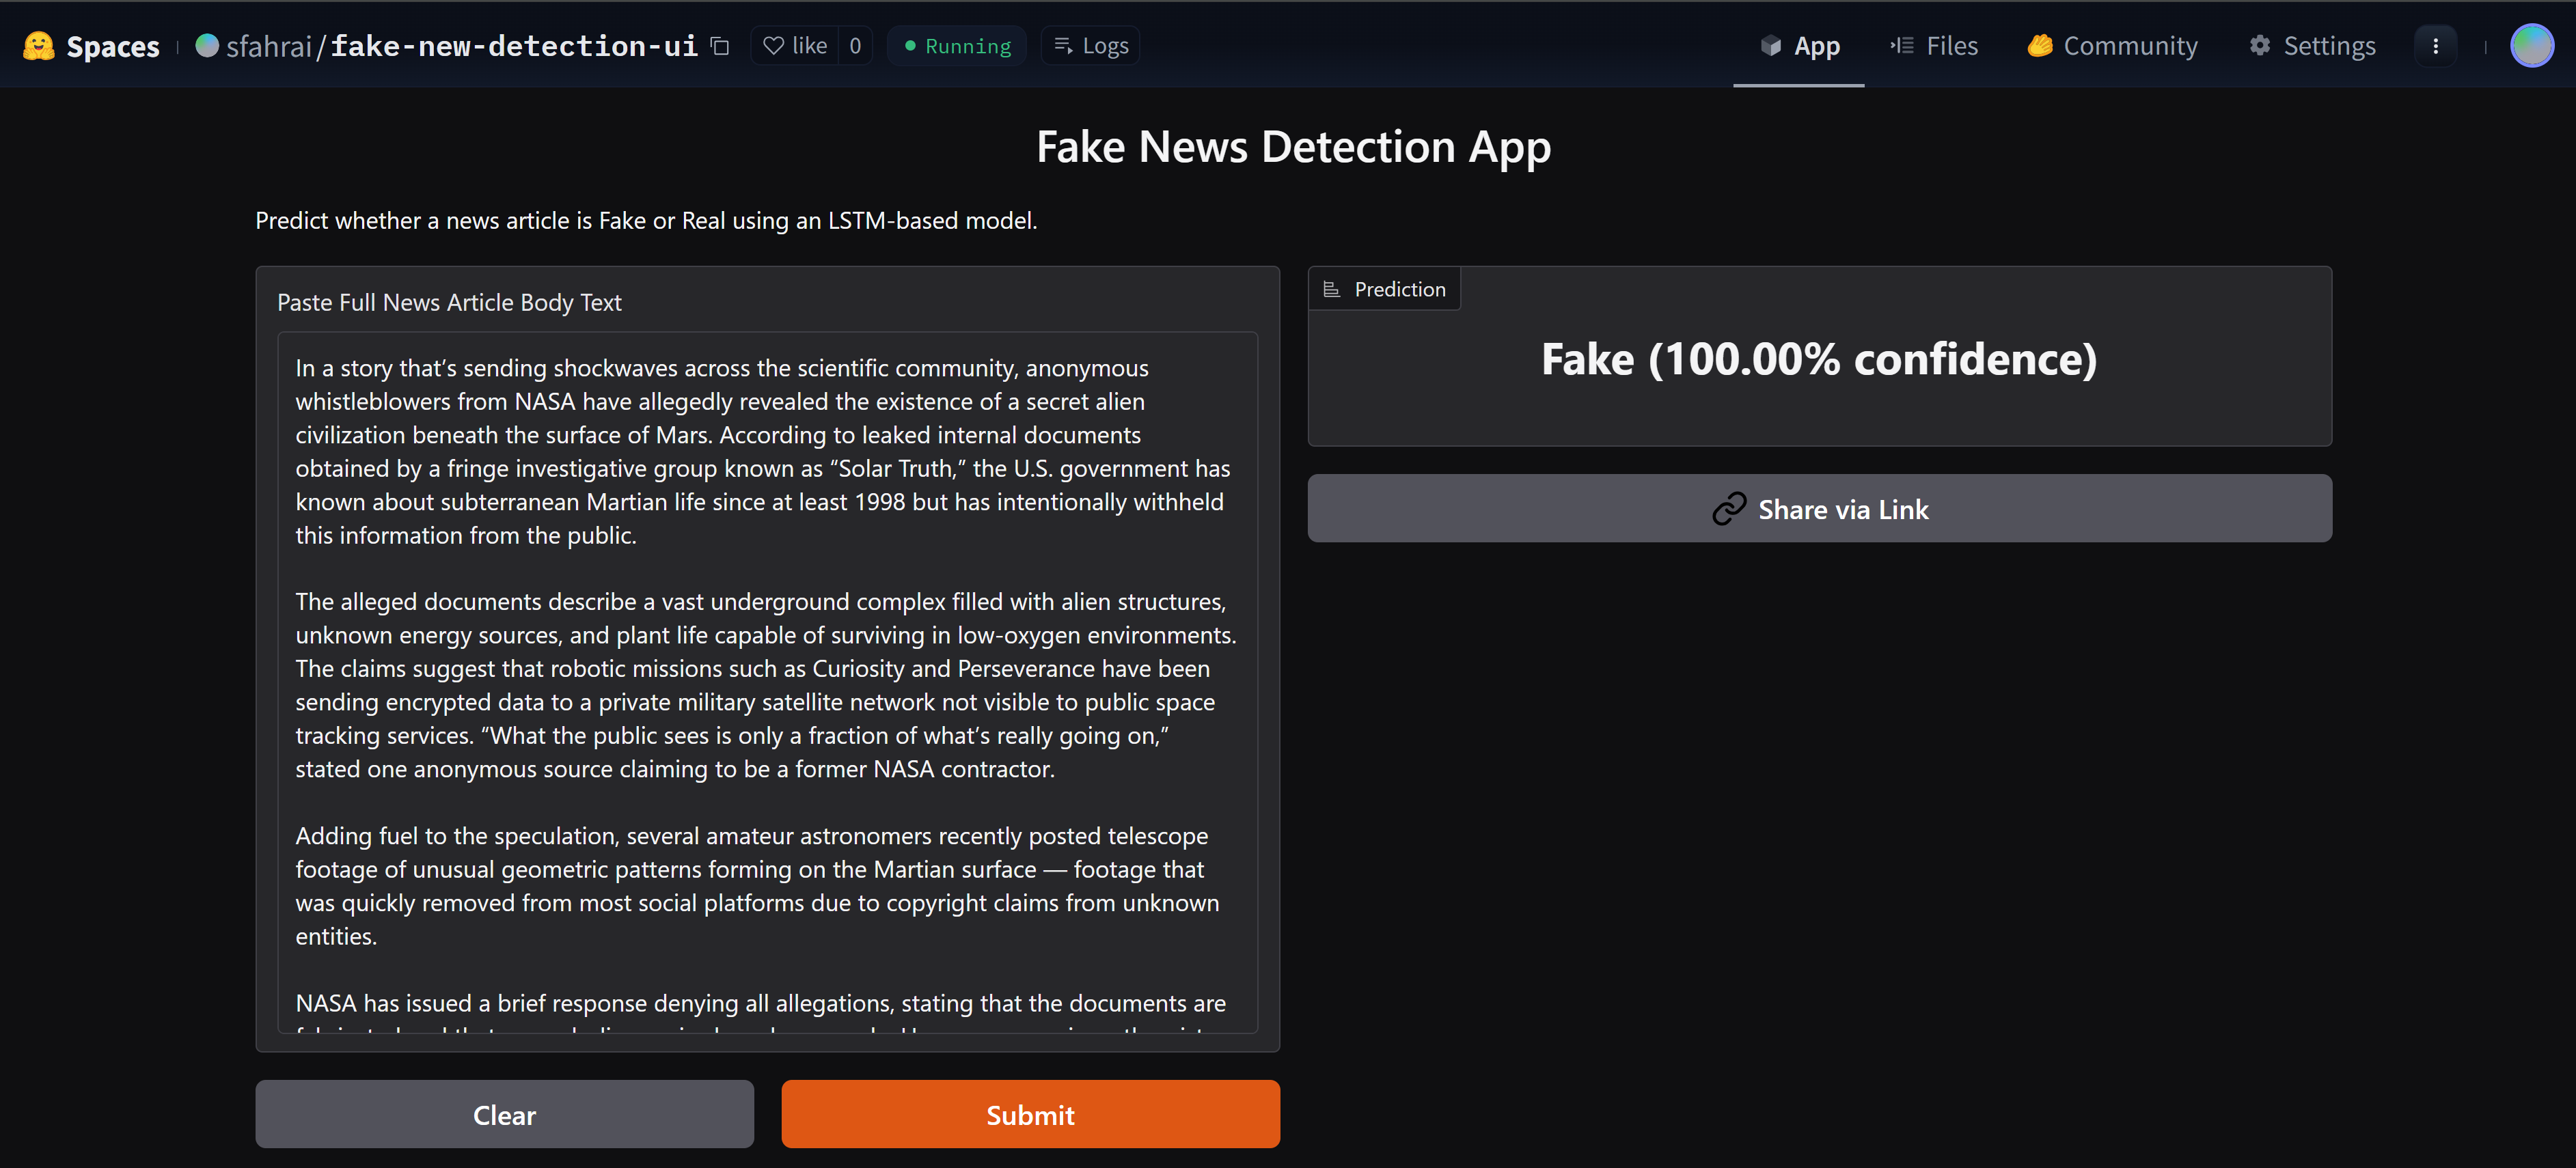 Spaces
sfahrai/fake-new-detection-ui
like 0
Running
Logs
App
Files
Community
Settings
Fake News Detection App
Predict whether a news article is Fake or Real using an LSTM-based model.
Paste Full News Article Body Text
In a story that’s sending shockwaves across the scientific community, anonymous
whistleblowers from NASA have allegedly revealed the existence of a secret alien
civilization beneath the surface of Mars. According to leaked internal documents
obtained by a fringe investigative group known as “Solar Truth,” the U.S. government has
known about subterranean Martian life since at least 1998 but has intentionally withheld
this information from the public.
The alleged documents describe a vast underground complex filled with alien structures,
unknown energy sources, and plant life capable of surviving in low-oxygen environments.
The claims suggest that robotic missions such as Curiosity and Perseverance have been
sending encrypted data to a private military satellite network not visible to public space
tracking services. “What the public sees is only a fraction of what’s really going on,”
stated one anonymous source claiming to be a former NASA contractor.
Adding fuel to the speculation, several amateur astronomers recently posted telescope
footage of unusual geometric patterns forming on the Martian surface — footage that
was quickly removed from most social platforms due to copyright claims from unknown
entities.
NASA has issued a brief response denying all allegations, stating that the documents are
Clear
Submit
Prediction
Fake (100.00% confidence)
Share via Link